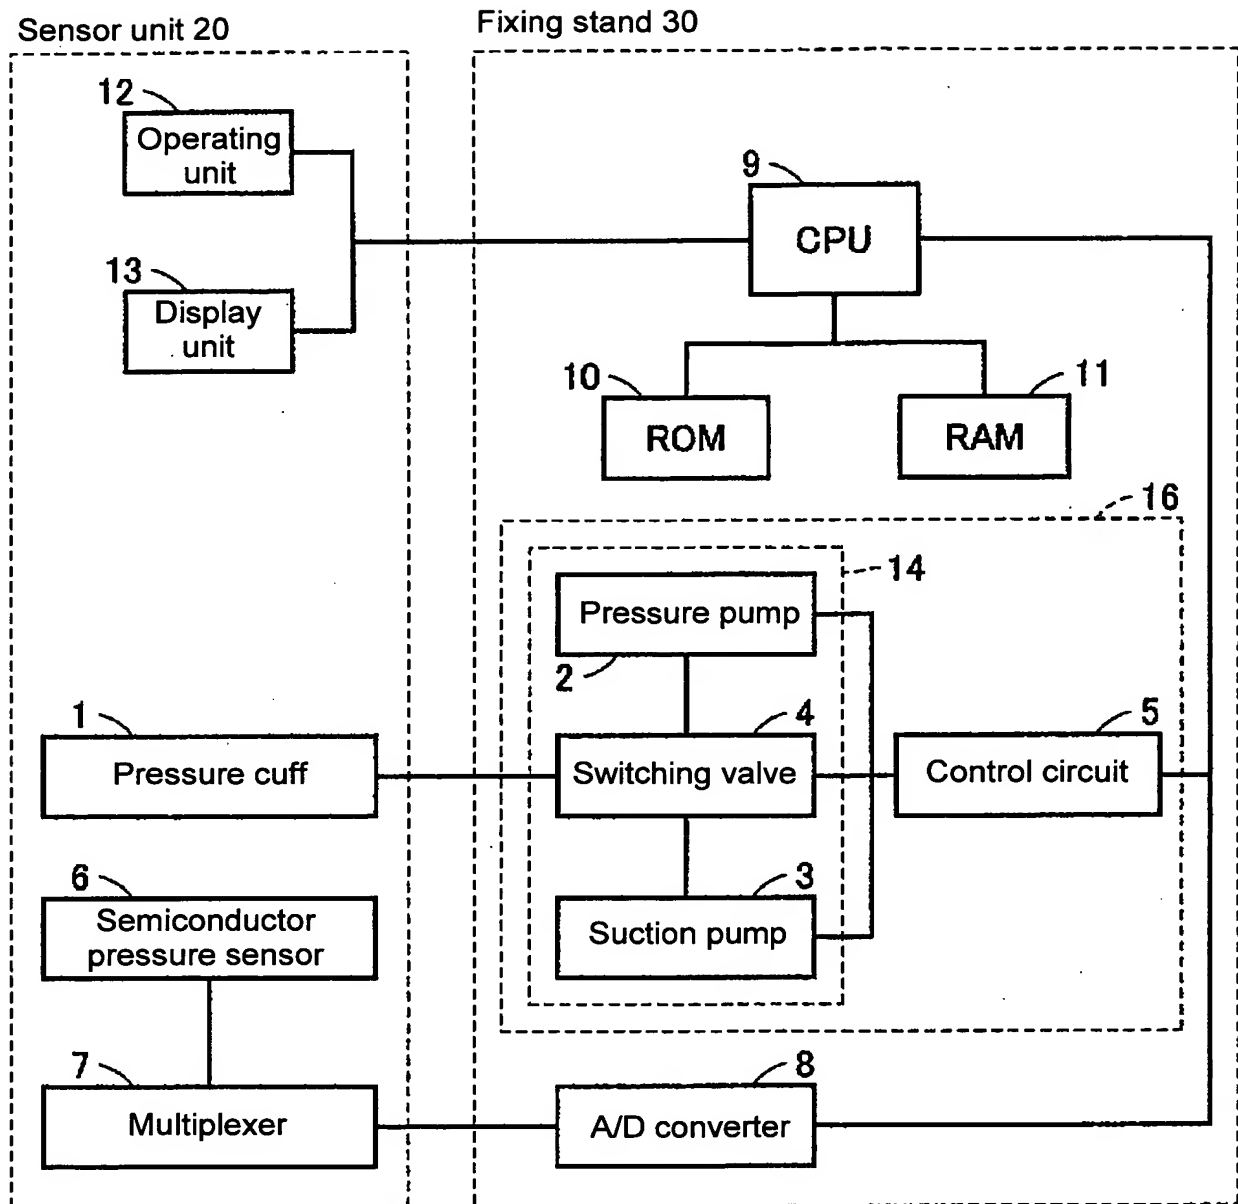 Sensor unit 20
Fixing stand 30
12
Operating
unit
13
Display
unit
9
CPU
10
ROM
11
RAM
16
14
Pressure pump
2
1
Pressure cuff
4
Switching valve
5
Control circuit
6
Semiconductor
pressure sensor
3
Suction pump
7
Multiplexer
8
A/D converter